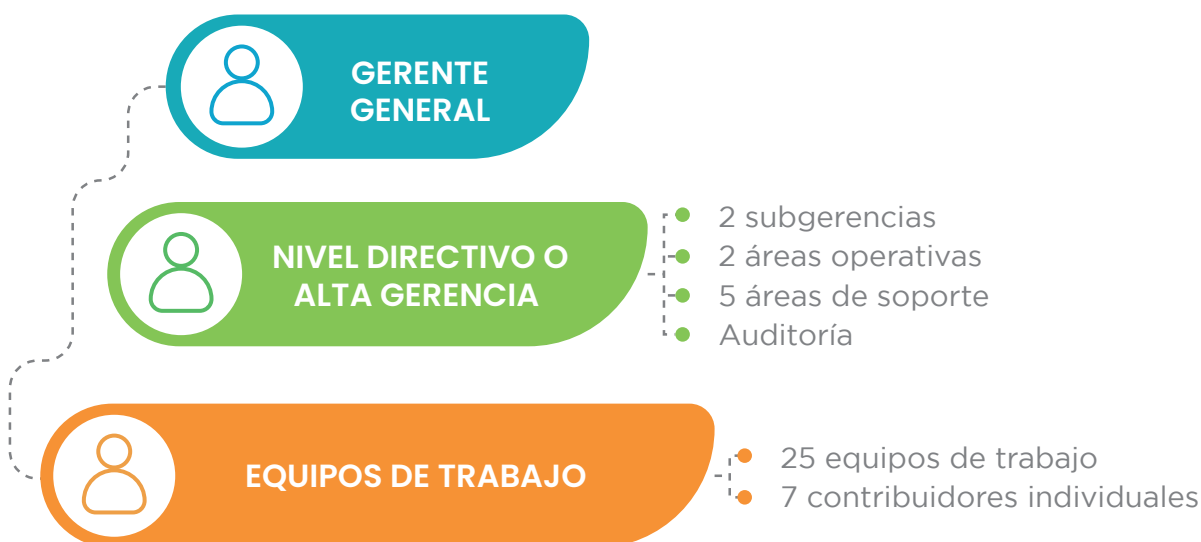 GERENTE
GENERAL
NIVEL DIRECTIVO O
ALTA GERENCIA
2 subgerencias
2 áreas operativas
5 áreas de soporte
Auditoría
EQUIPOS DE TRABAJO
25 equipos de trabajo
7 contribuidores individuales